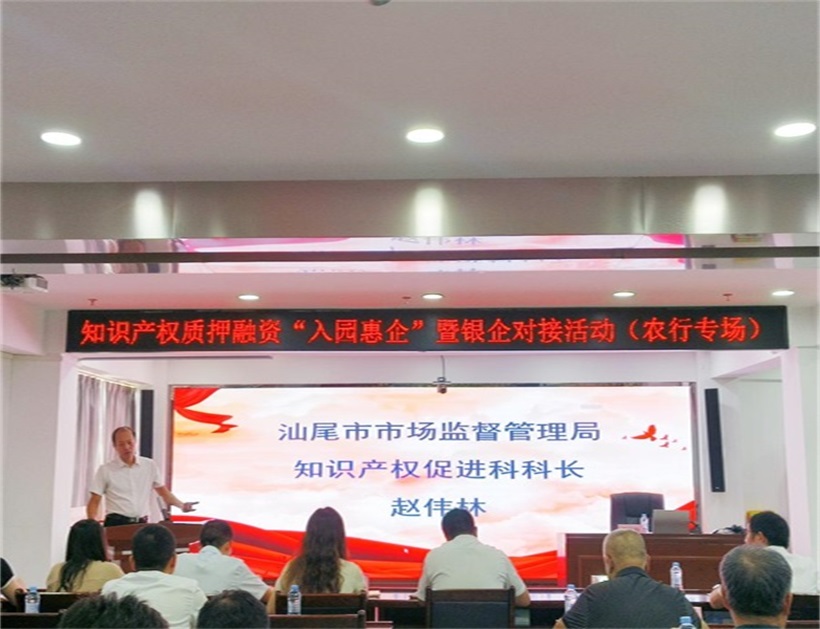 知识产权质押融资“入园惠企”暨银企对接活动（农行专场）
汕尾市市场监督管理局
知识产权促进科科长
赵伟林